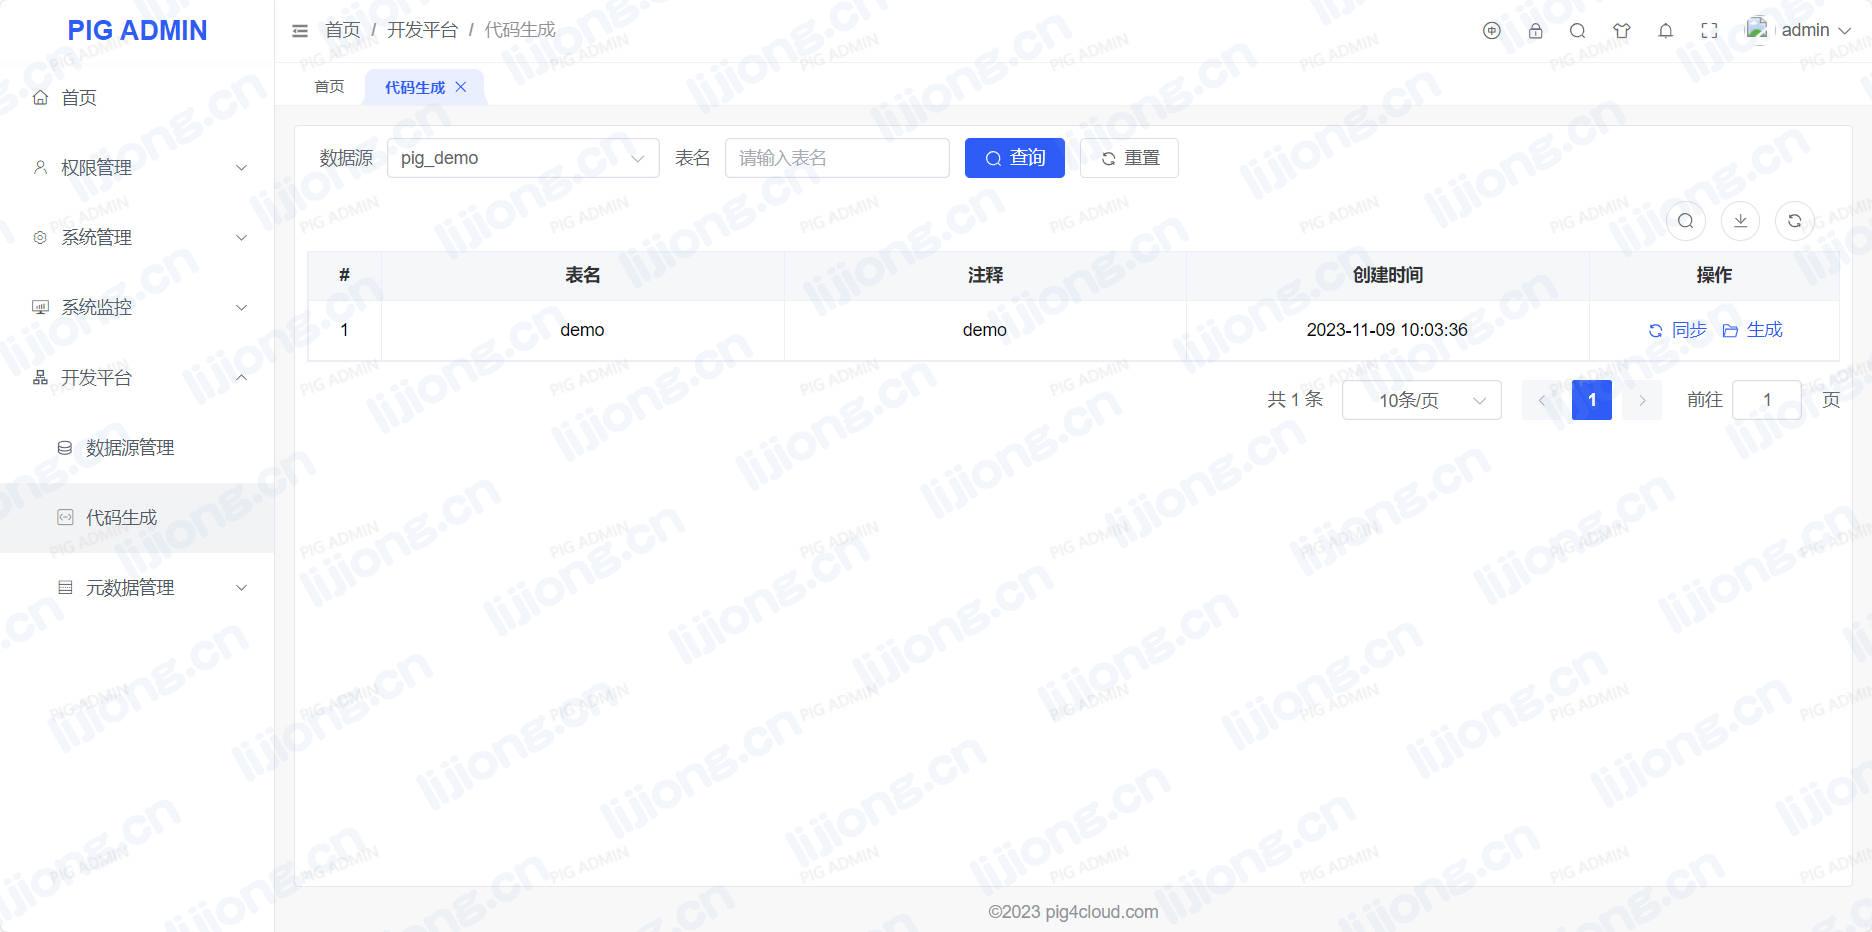 PIG ADMIN
首页 / 开发平台 / 代码生成
admin
首页
代码生成
首页
权限管理
系统管理
系统监控
开发平台
数据源管理
代码生成
元数据管理
数据源 pig_demo 表名 请输入表名 查询 重置
# 表名 注释 创建时间 操作
1 demo demo 2023-11-09 10:03:36 同步 生成
共 1 条 10条/页 1 前往 1 页
©2023 pig4cloud.com
lijiong.cn
PIG ADMIN